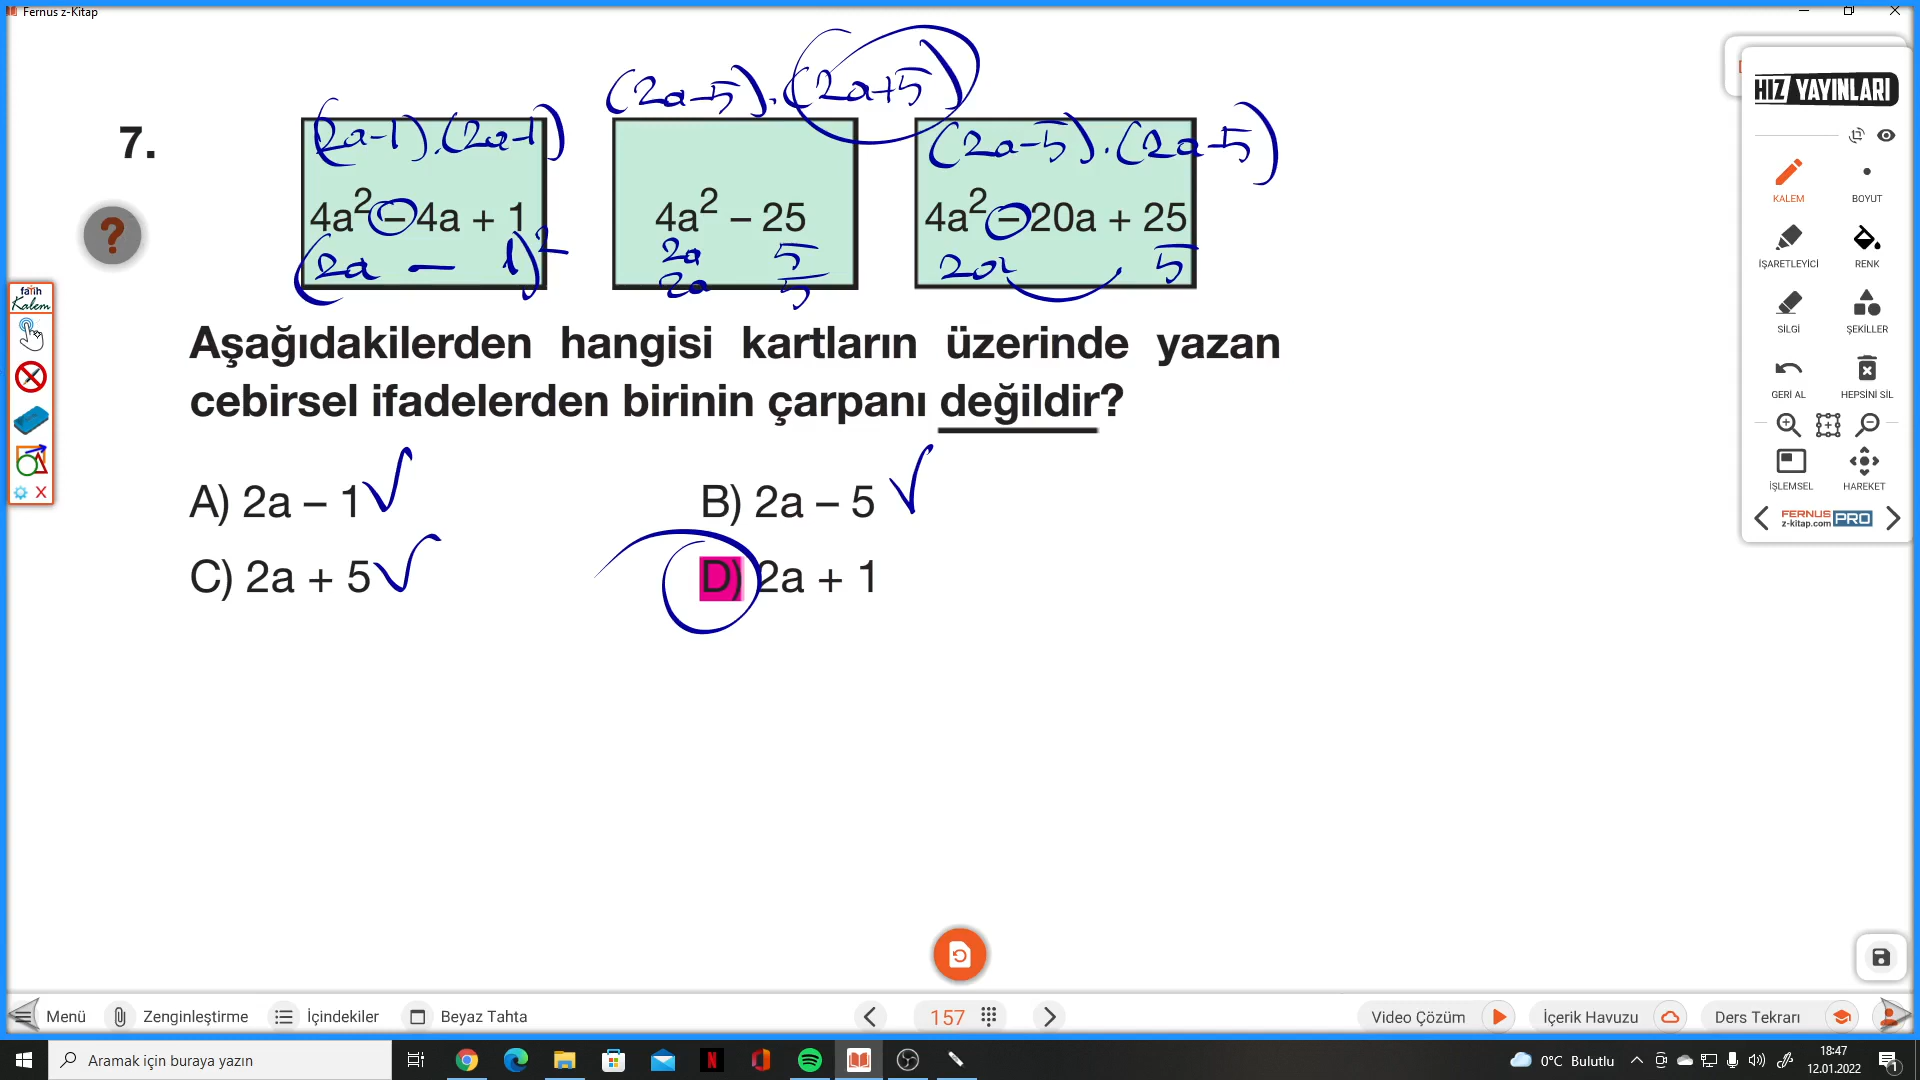 Fernus z-Kitap
(2a-5).(2a+5)
7.
(2a-1).(2a-1)
(2a-5).(2a-5)
4a² – 4a + 1
4a² – 25
4a² – 20a + 25
(2a – 1)²
2a 5
2a 5
2a 5
Aşağıdakilerden hangisi kartların üzerinde yazan
cebirsel ifadelerden birinin çarpanı değildir?
A) 2a – 1
B) 2a – 5
C) 2a + 5
D) 2a + 1
fatih
Kalem
HIZ YAYINLARI
KALEM
BOYUT
İŞARETLEYİCİ
RENK
SİLGİ
ŞEKİLLER
GERİ AL
HEPSİNİ SİL
İŞLEMSEL
HAREKET
FERNUS
z-kitap.com PRO
Menü
Zenginleştirme
İçindekiler
Beyaz Tahta
157
Video Çözüm
İçerik Havuzu
Ders Tekrarı
Aramak için buraya yazın
0°C Bulutlu
18:47
12.01.2022
1